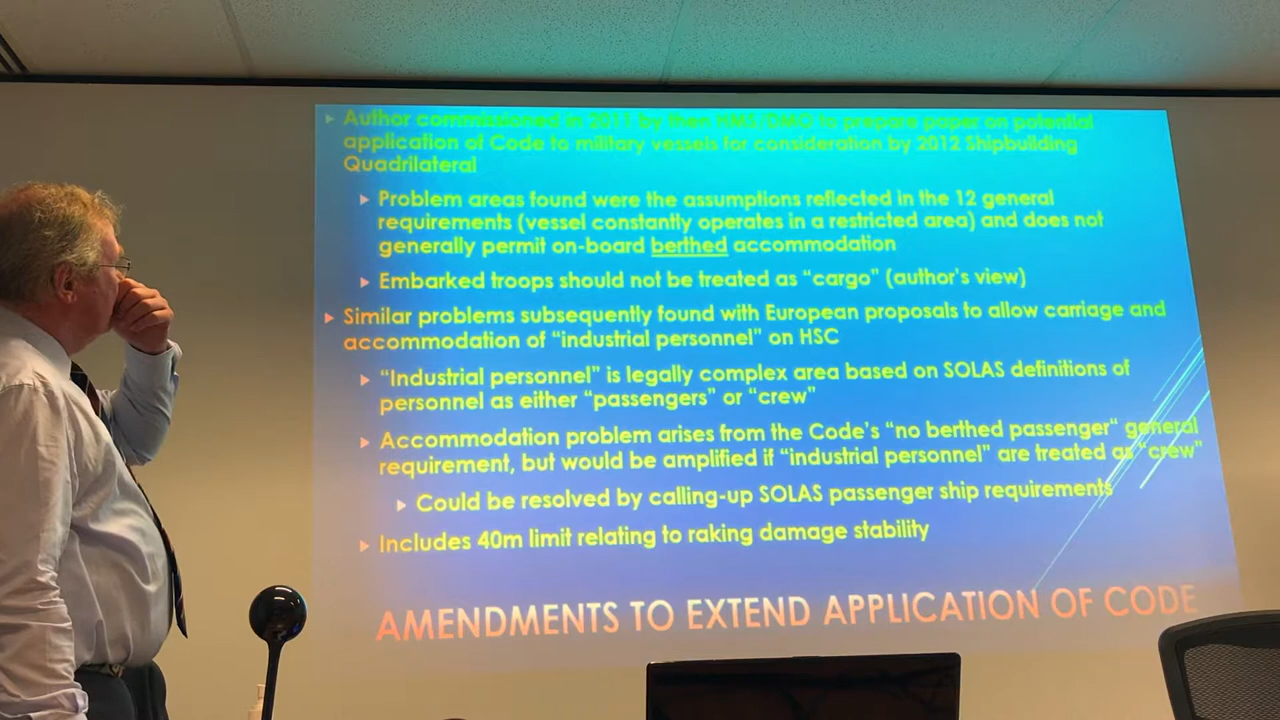 Author commissioned in 2011 by then HMS/DMO to prepare paper on potential
application of Code to military vessels for consideration by 2012 Shipbuilding
Quadrilateral
Problem areas found were the assumptions reflected in the 12 general
requirements (vessel constantly operates in a restricted area) and does not
generally permit on-board berthed accommodation
Embarked troops should not be treated as “cargo” (author’s view)
Similar problems subsequently found with European proposals to allow carriage and
accommodation of “industrial personnel” on HSC
“Industrial personnel” is legally complex area based on SOLAS definitions of
personnel as either “passengers” or “crew”
Accommodation problem arises from the Code’s “no berthed passenger“ general
requirement, but would be amplified if “industrial personnel” are treated as “crew”
Could be resolved by calling-up SOLAS passenger ship requirements
Includes 40m limit relating to raking damage stability
AMENDMENTS TO EXTEND APPLICATION OF CODE